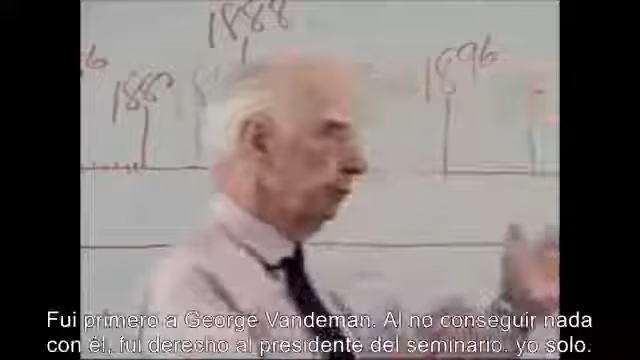 1888
1896
188
Fui primero a George Vandeman. Al no conseguir nada
con él, fui derecho al presidente del seminario. yo solo.